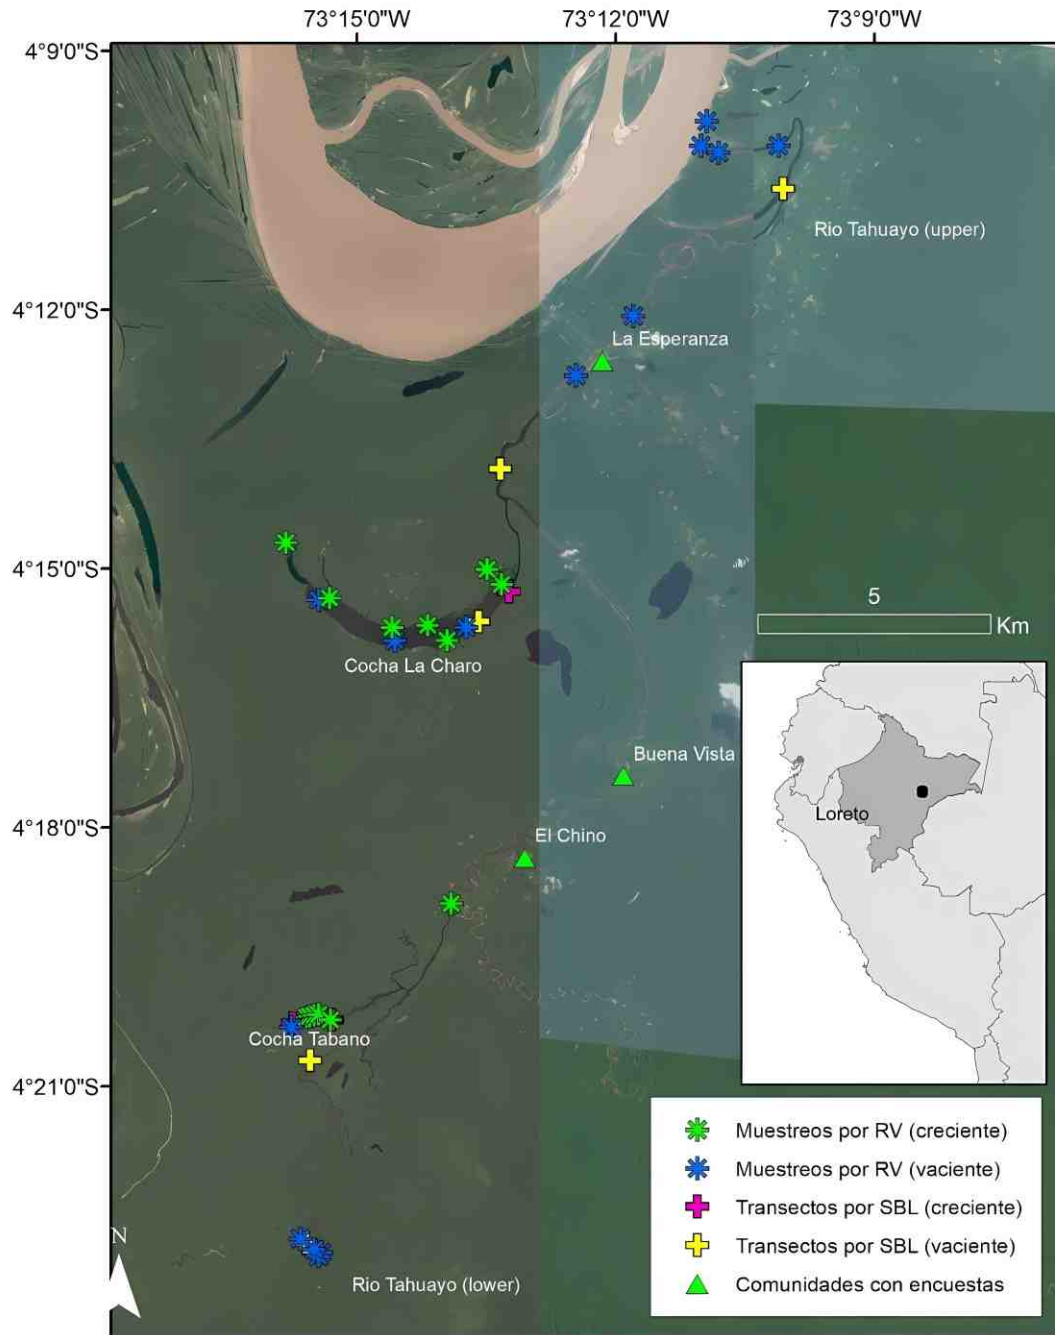 73°15'0"W
73°12'0"W
73°9'0"W
4°9'0"S
Rio Tahuayo (upper)
4°12'0"S
La Esperanza
4°15'0"S
5
Km
Cocha La Charo
Buena Vista
4°18'0"S
El Chino
Loreto
Cocha Tabano
4°21'0"S
Muestreos por RV (creciente)
Muestreos por RV (vaciente)
Transectos por SBL (creciente)
Transectos por SBL (vaciente)
Comunidades con encuestas
N
Rio Tahuayo (lower)